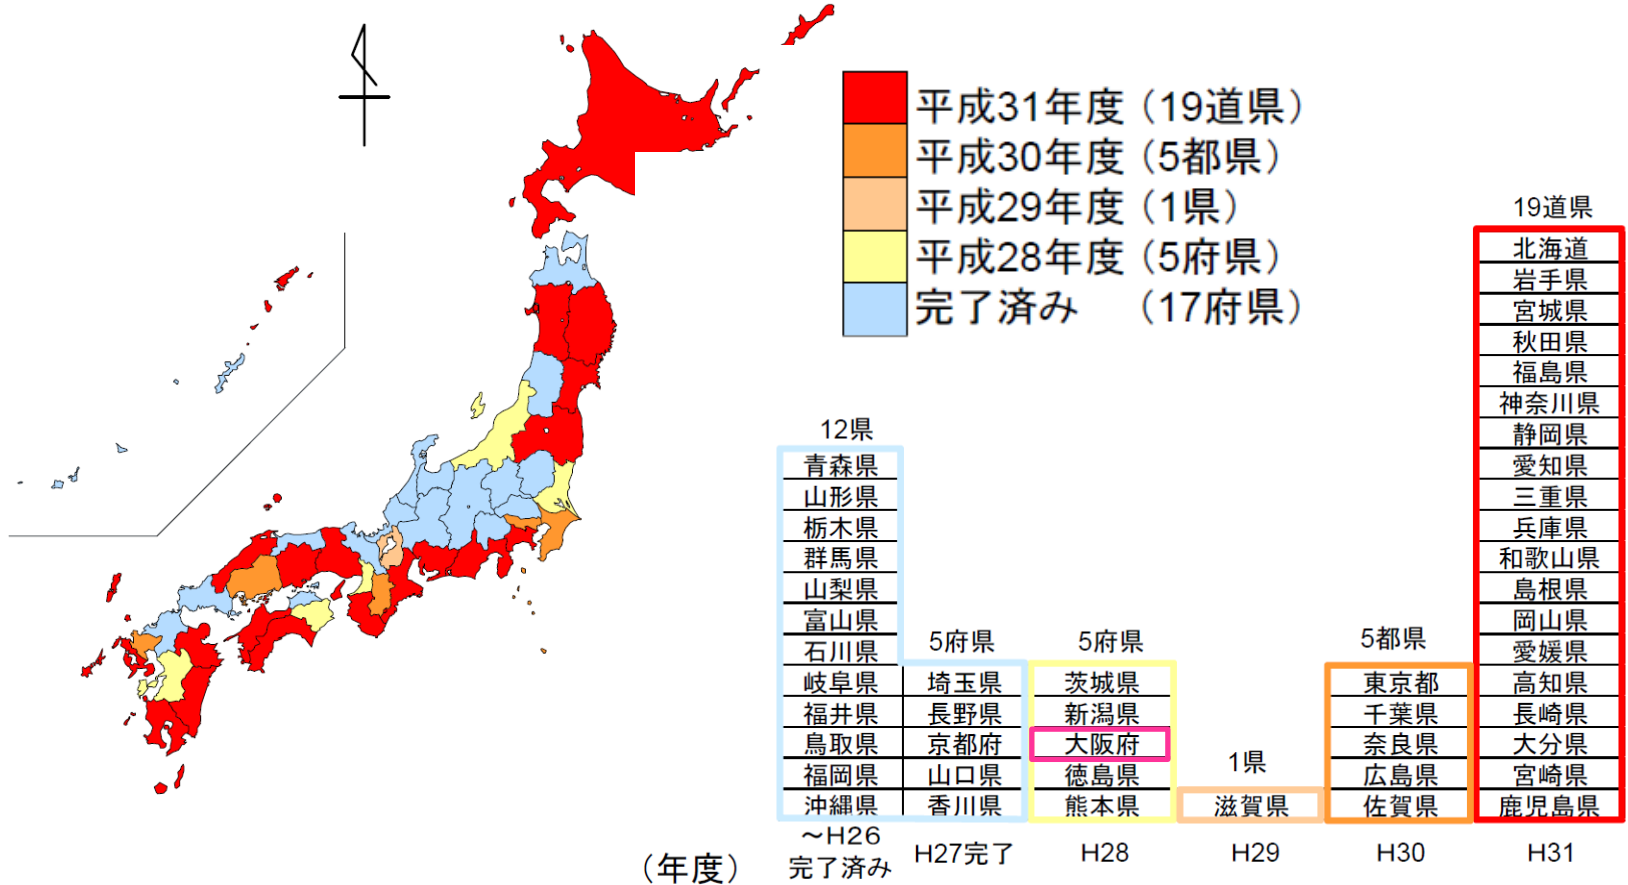 平成31年度（19道県）
平成30年度（5都県）
平成29年度（1県）
平成28年度（5府県）
完了済み （17府県）
12県
青森県
山形県
栃木県
群馬県
山梨県
富山県
石川県
岐阜県
福井県
鳥取県
福岡県
沖縄県
～H26
完了済み
5府県
埼玉県
長野県
京都府
山口県
香川県
H27完了
5府県
茨城県
新潟県
大阪府
徳島県
熊本県
H28
1県
滋賀県
H29
5都県
東京都
千葉県
奈良県
広島県
佐賀県
H30
19道県
北海道
岩手県
宮城県
秋田県
福島県
神奈川県
静岡県
愛知県
三重県
兵庫県
和歌山県
島根県
岡山県
愛媛県
高知県
長崎県
大分県
宮崎県
鹿児島県
H31
（年度）